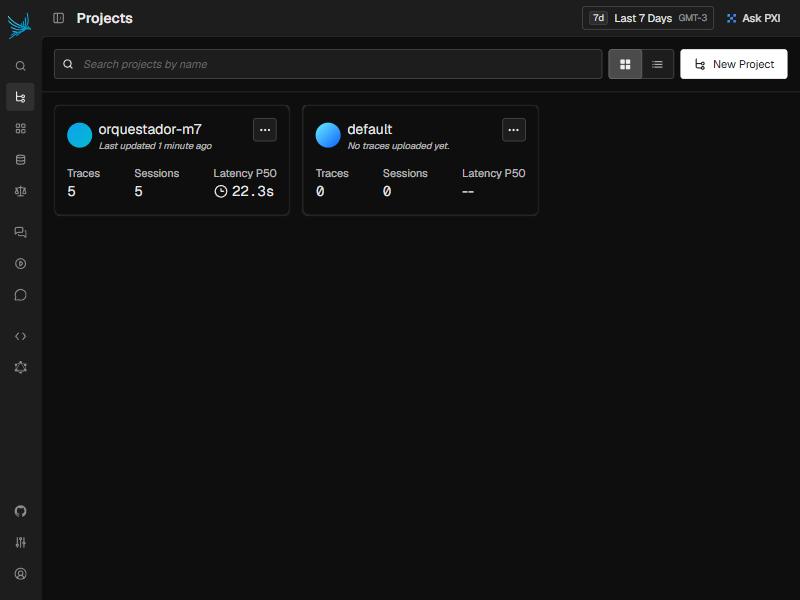 Projects
7d Last 7 Days GMT-3
Ask PXI
Search projects by name
New Project
orquestador-m7
Last updated 1 minute ago
Traces Sessions Latency P50
5 5 22.3s
default
No traces uploaded yet.
Traces Sessions Latency P50
0 0 --